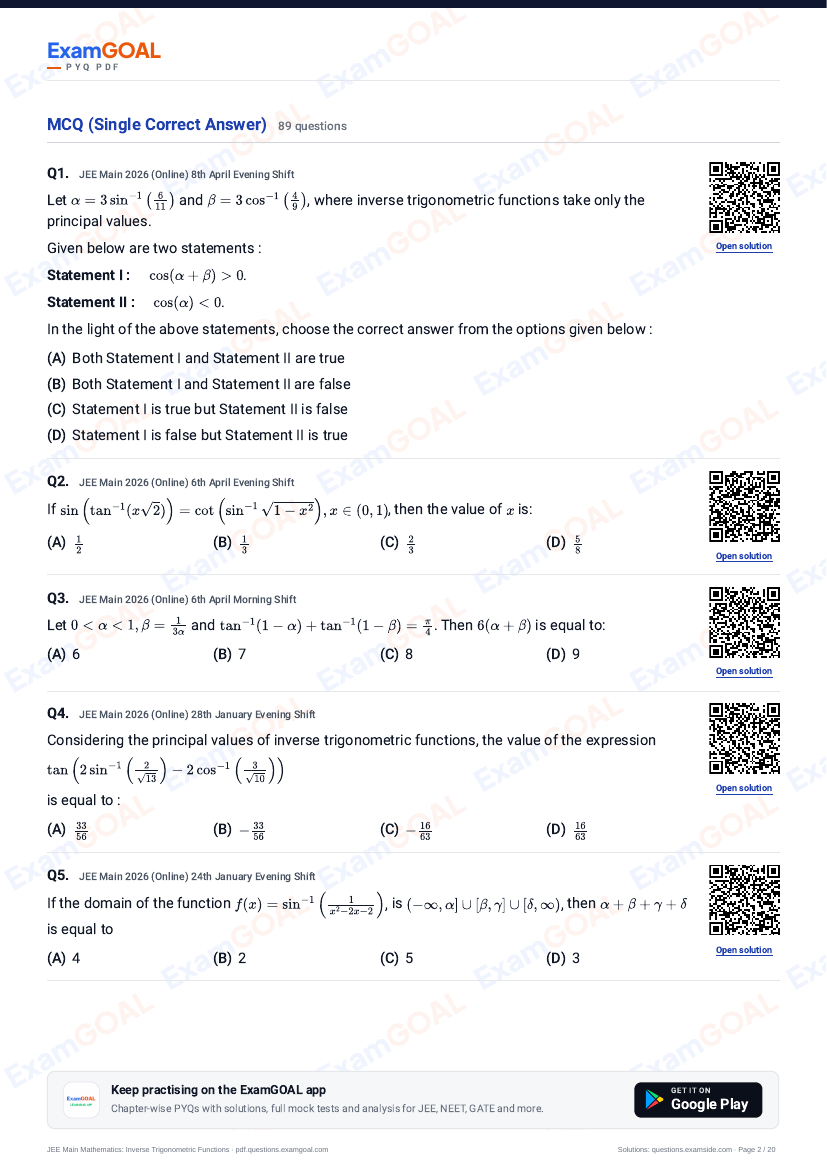 ExamGOAL
PYQ PDF
MCQ (Single Correct Answer) 89 questions
Q1. JEE Main 2026 (Online) 8th April Evening Shift
Let α = 3 sin⁻¹ (6/11) and β = 3 cos⁻¹ (4/9), where inverse trigonometric functions take only the
principal values.
Open solution
Given below are two statements :
Statement I : cos(α + β) > 0.
Statement II : cos(α) < 0.
In the light of the above statements, choose the correct answer from the options given below :
(A) Both Statement I and Statement II are true
(B) Both Statement I and Statement II are false
(C) Statement I is true but Statement II is false
(D) Statement I is false but Statement II is true
Q2. JEE Main 2026 (Online) 6th April Evening Shift
If sin (tan⁻¹(x√2)) = cot (sin⁻¹ √(1 − x²)), x ∈ (0, 1), then the value of x is:
(A) 1/2 (B) 1/3 (C) 2/3 (D) 5/8
Open solution
Q3. JEE Main 2026 (Online) 6th April Morning Shift
Let 0 < α < 1, β = 1/(3α) and tan⁻¹(1 − α) + tan⁻¹(1 − β) = π/4. Then 6(α + β) is equal to:
(A) 6 (B) 7 (C) 8 (D) 9
Open solution
Q4. JEE Main 2026 (Online) 28th January Evening Shift
Considering the principal values of inverse trigonometric functions, the value of the expression
tan (2 sin⁻¹ (2/√13) − 2 cos⁻¹ (3/√10))
Open solution
is equal to :
(A) 33/56 (B) −33/56 (C) −16/63 (D) 16/63
Q5. JEE Main 2026 (Online) 24th January Evening Shift
If the domain of the function f(x) = sin⁻¹ (1/(x²−2x−2)), is (−∞, α] ∪ [β, γ] ∪ [δ, ∞), then α + β + γ + δ
is equal to
Open solution
(A) 4 (B) 2 (C) 5 (D) 3
Keep practising on the ExamGOAL app
Chapter-wise PYQs with solutions, full mock tests and analysis for JEE, NEET, GATE and more.
GET IT ON
Google Play
JEE Main Mathematics: Inverse Trigonometric Functions · pdf.questions.examgoal.com
Solutions: questions.examside.com · Page 2 / 20